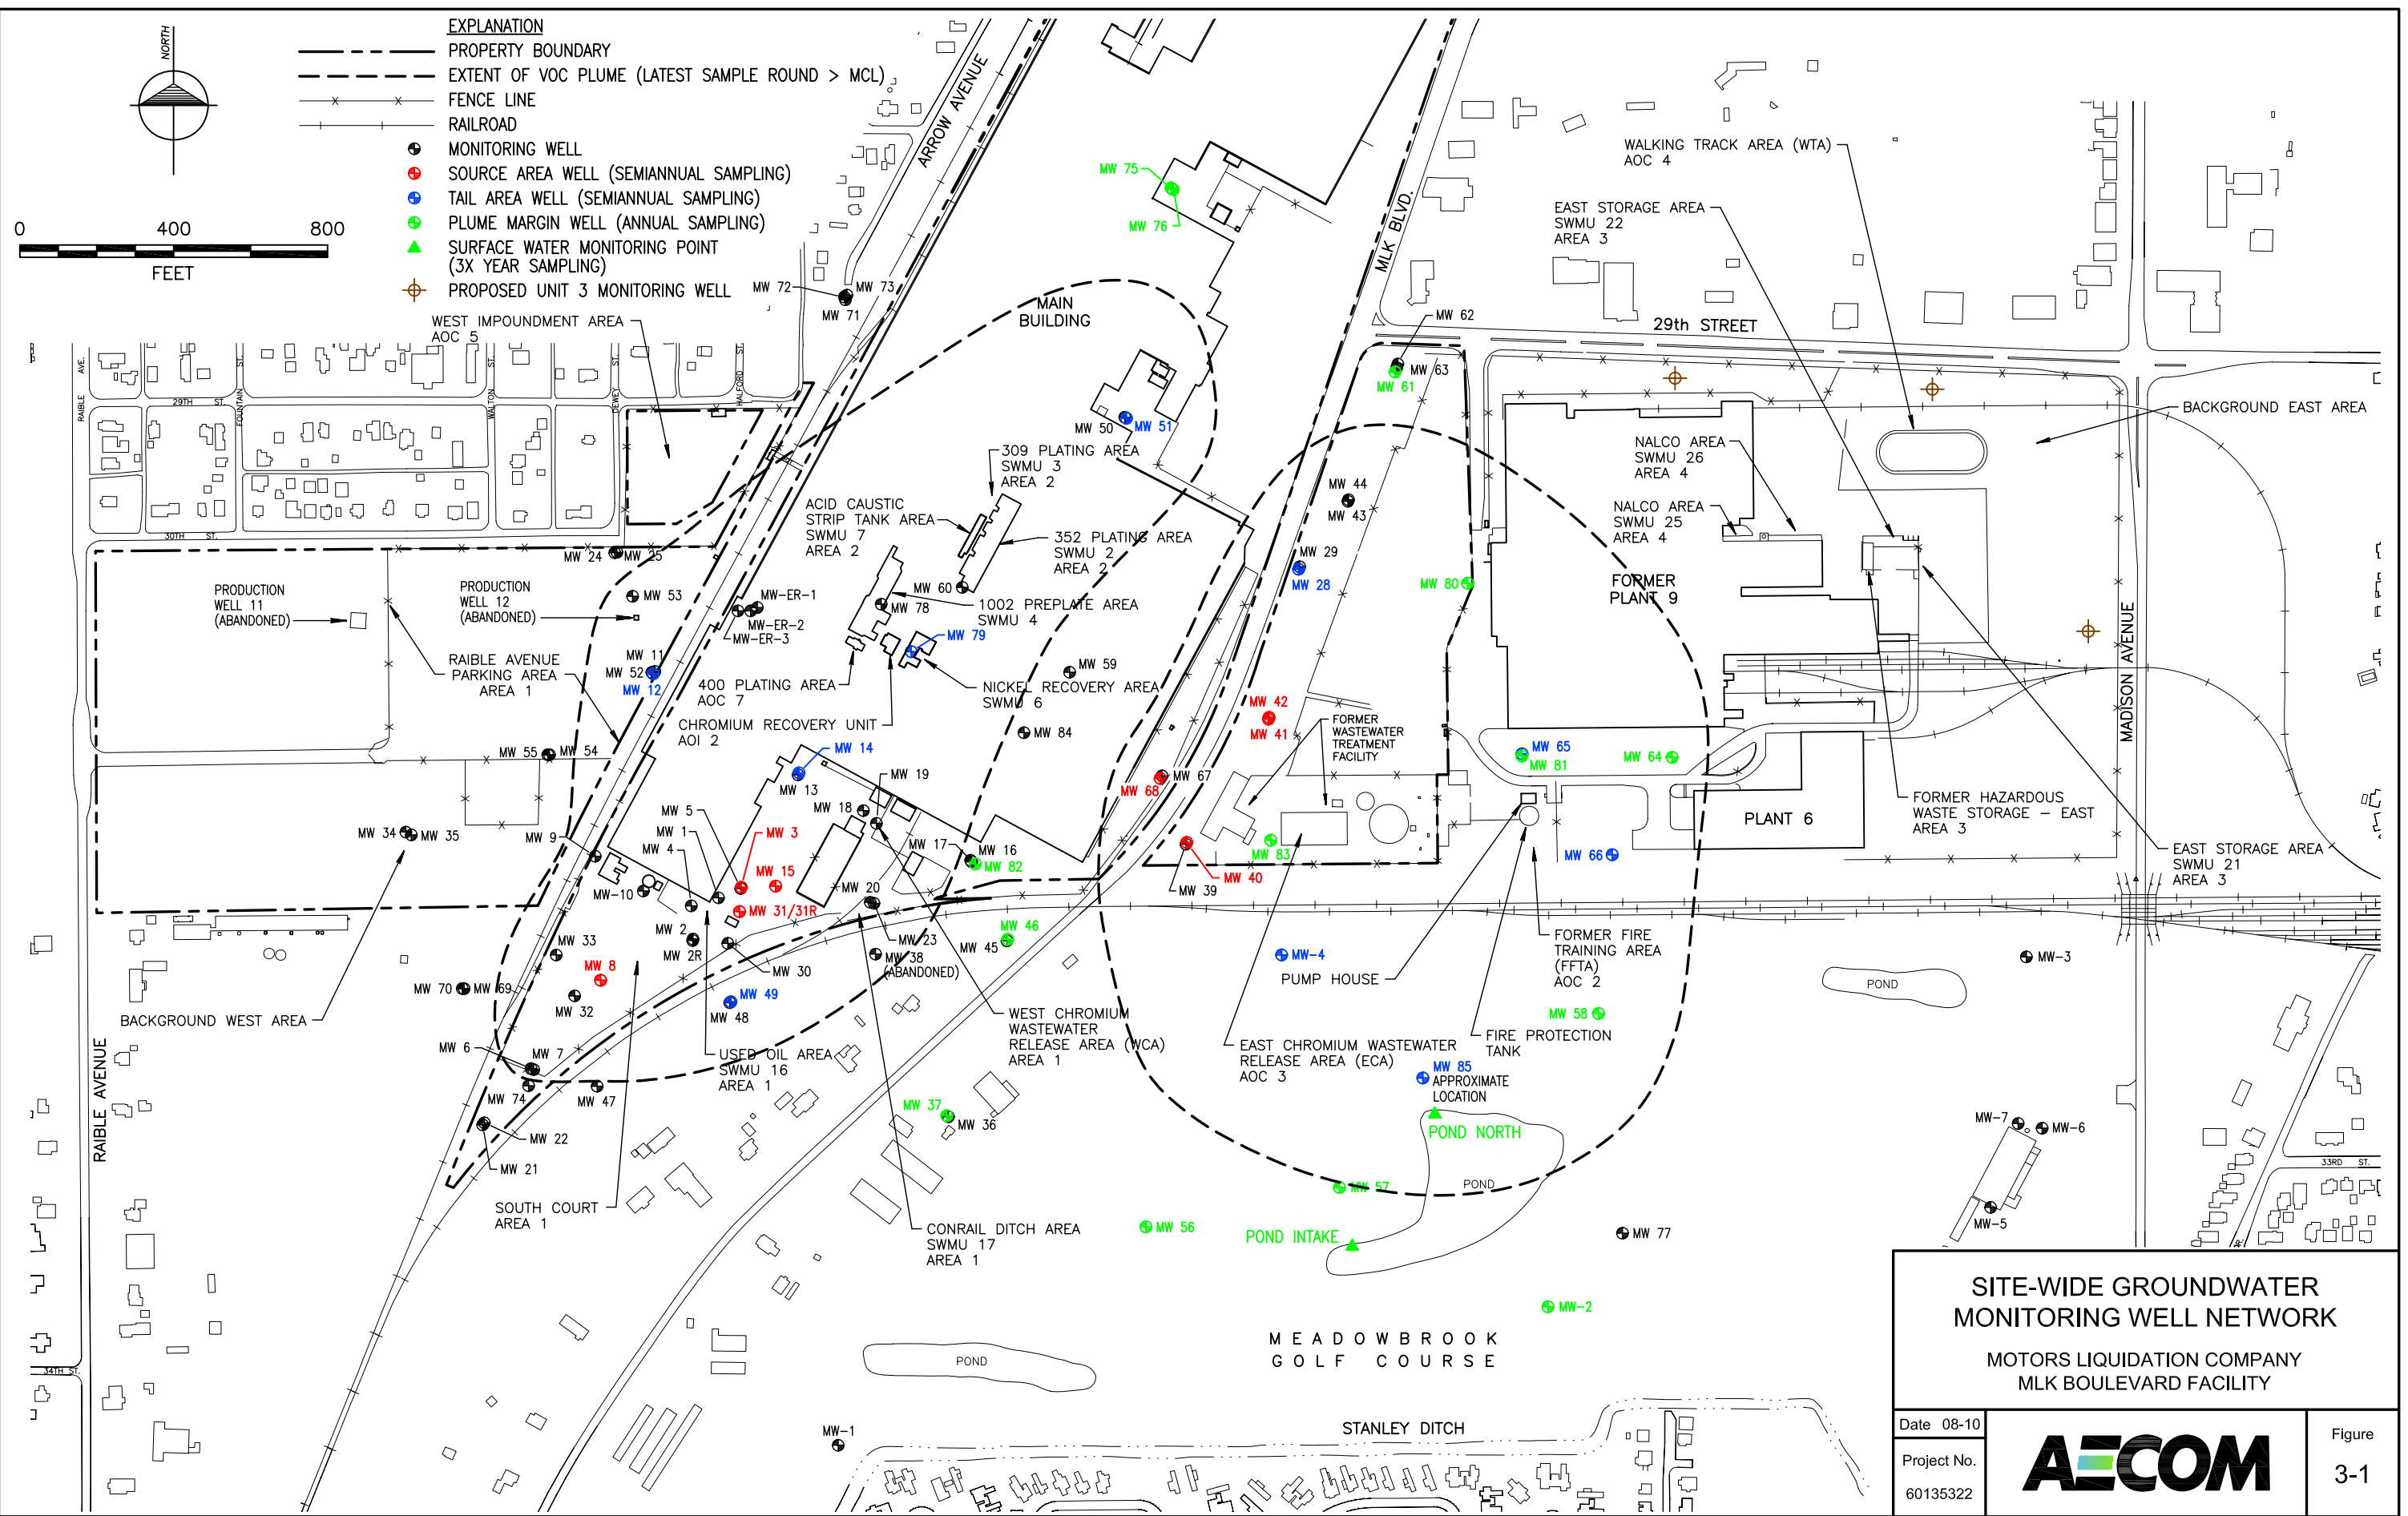 EXPLANATION
PROPERTY BOUNDARY
EXTENT OF VOC PLUME (LATEST SAMPLE ROUND > MCL)
FENCE LINE
RAILROAD
MONITORING WELL
SOURCE AREA WELL (SEMIANNUAL SAMPLING)
TAIL AREA WELL (SEMIANNUAL SAMPLING)
PLUME MARGIN WELL (ANNUAL SAMPLING)
SURFACE WATER MONITORING POINT
(3X YEAR SAMPLING)
PROPOSED UNIT 3 MONITORING WELL
NORTH
0 400 800
FEET
ARROW AVENUE
MLK BLVD.
MW 75
MW 76
WALKING TRACK AREA (WTA)
AOC 4
EAST STORAGE AREA
SWMU 22
AREA 3
MW 72
MW 73
MW 71
MAIN
BUILDING
MW 62
MW 63
MW 61
29th STREET
WEST IMPOUNDMENT AREA
AOC 5
RAIBLE AVE.
FOUNTAIN ST.
WALTON ST.
DEWEY ST.
HALFORD ST.
29TH ST.
30TH ST.
BACKGROUND EAST AREA
MW 50
MW 51
309 PLATING AREA
SWMU 3
AREA 2
NALCO AREA
SWMU 26
AREA 4
NALCO AREA
SWMU 25
AREA 4
ACID CAUSTIC
STRIP TANK AREA
SWMU 7
AREA 2
352 PLATING AREA
SWMU 2
AREA 2
MW 44
MW 43
MW 29
MW 28
MW 80
FORMER
PLANT 9
MW 24
MW 25
PRODUCTION
WELL 11
(ABANDONED)
PRODUCTION
WELL 12
(ABANDONED)
MW 53
MW-ER-1
MW-ER-2
MW-ER-3
MW 60
MW 78
1002 PREPLATE AREA
SWMU 4
MW 79
MADISON AVENUE
MW 11
MW 52
MW 12
RAIBLE AVENUE
PARKING AREA
AREA 1
400 PLATING AREA
AOC 7
NICKEL RECOVERY AREA
SWMU 6
MW 59
CHROMIUM RECOVERY UNIT
AOI 2
MW 84
MW 42
MW 41
FORMER
WASTEWATER
TREATMENT
FACILITY
MW 55
MW 54
MW 14
MW 13
MW 19
MW 18
MW 67
MW 68
MW 65
MW 81
MW 64
FORMER HAZARDOUS
WASTE STORAGE – EAST
AREA 3
PLANT 6
MW 34
MW 35
MW 9
MW 5
MW 1
MW 4
MW 3
MW 15
MW 17
MW 16
MW 82
MW 83
MW 66
EAST STORAGE AREA
SWMU 21
AREA 3
MW-10
MW 31/31R
MW 20
MW 39
MW 40
MW 2
MW 2R
MW 30
MW 23
MW 38
(ABANDONED)
MW 46
MW 45
MW-4
PUMP HOUSE
FORMER FIRE
TRAINING AREA
(FFTA)
AOC 2
MW-3
POND
MW 33
MW 8
MW 70
MW 69
MW 32
MW 49
MW 48
BACKGROUND WEST AREA
WEST CHROMIUM
WASTEWATER
RELEASE AREA (WCA)
AREA 1
EAST CHROMIUM WASTEWATER
RELEASE AREA (ECA)
AOC 3
FIRE PROTECTION
TANK
MW 58
RAIBLE AVENUE
MW 6
MW 7
MW 74
MW 47
USED OIL AREA
SWMU 16
AREA 1
MW 85
APPROXIMATE
LOCATION
MW 37
MW 36
POND NORTH
MW-7
MW-6
MW 22
MW 21
33RD ST.
SOUTH COURT
AREA 1
MW 57
POND
MW-5
CONRAIL DITCH AREA
SWMU 17
AREA 1
MW 56
POND INTAKE
MW 77
MW-2
MEADOWBROOK
GOLF COURSE
POND
34TH ST.
MW-1
STANLEY DITCH
SITE-WIDE GROUNDWATER
MONITORING WELL NETWORK
MOTORS LIQUIDATION COMPANY
MLK BOULEVARD FACILITY
Date 08-10
Project No.
60135322
AECOM
Figure
3-1